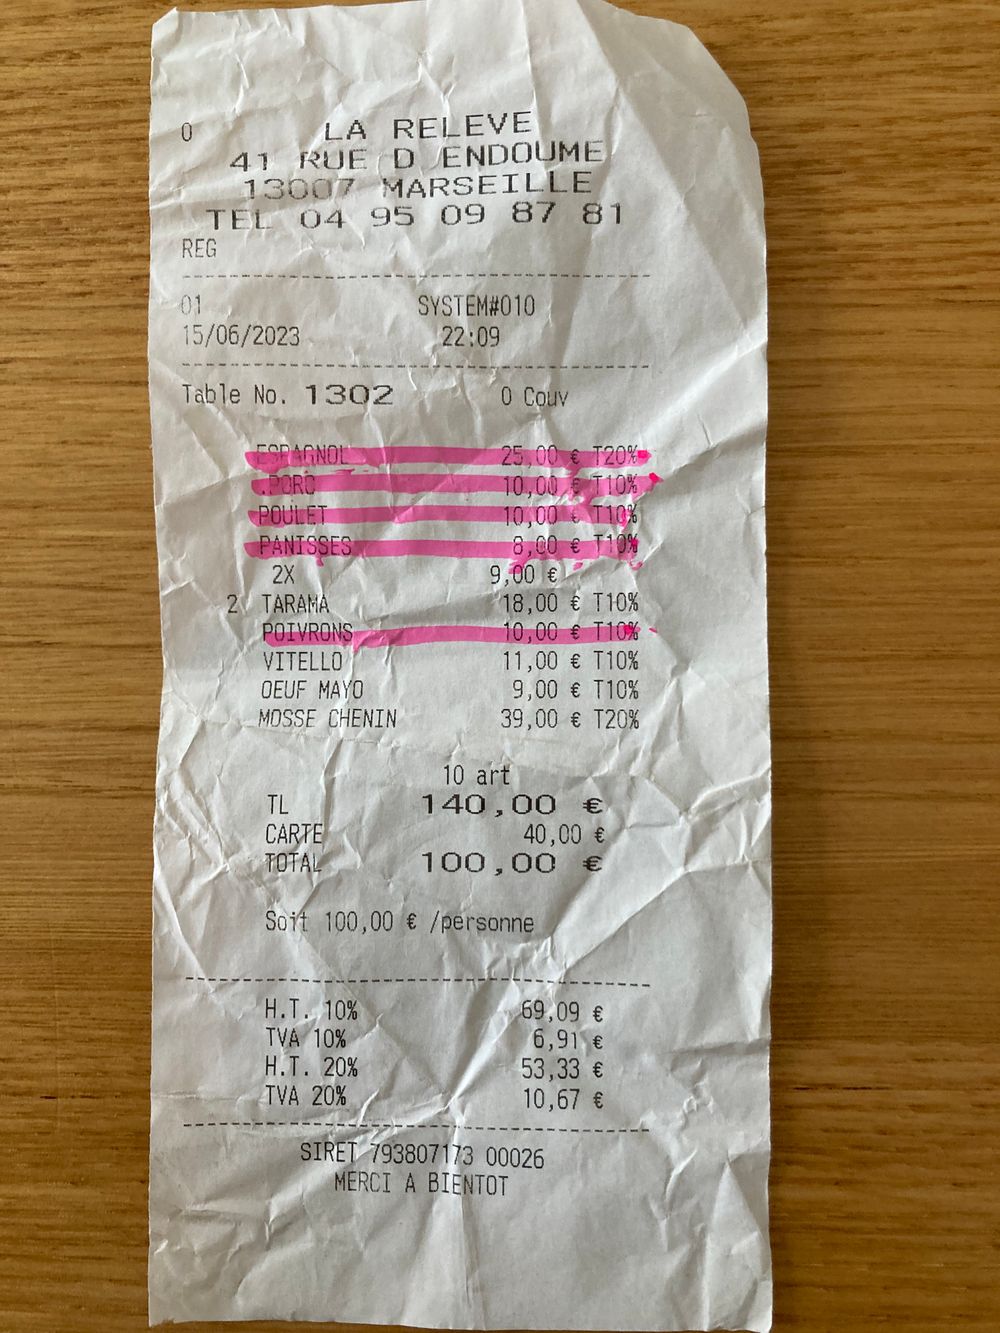 0 LA RELEVE
41 RUE D ENDOUME
13007 MARSEILLE
TEL 04 95 09 87 81
REG
01 SYSTEM#010
15/06/2023 22:09
Table No. 1302 0 Couv
ESPAGNOL 25,00 € T20%
.PORC 10,00 € T10%
POULET 10,00 € T10%
PANISSES 8,00 € T10%
2X 9,00 €
2 TARAMA 18,00 € T10%
POIVRONS 10,00 € T10%
VITELLO 11,00 € T10%
OEUF MAYO 9,00 € T10%
MOSSE CHENIN 39,00 € T20%
10 art
TL 140,00 €
CARTE 40,00 €
TOTAL 100,00 €
Soit 100,00 € /personne
H.T. 10% 69,09 €
TVA 10% 6,91 €
H.T. 20% 53,33 €
TVA 20% 10,67 €
SIRET 793807173 00026
MERCI A BIENTOT